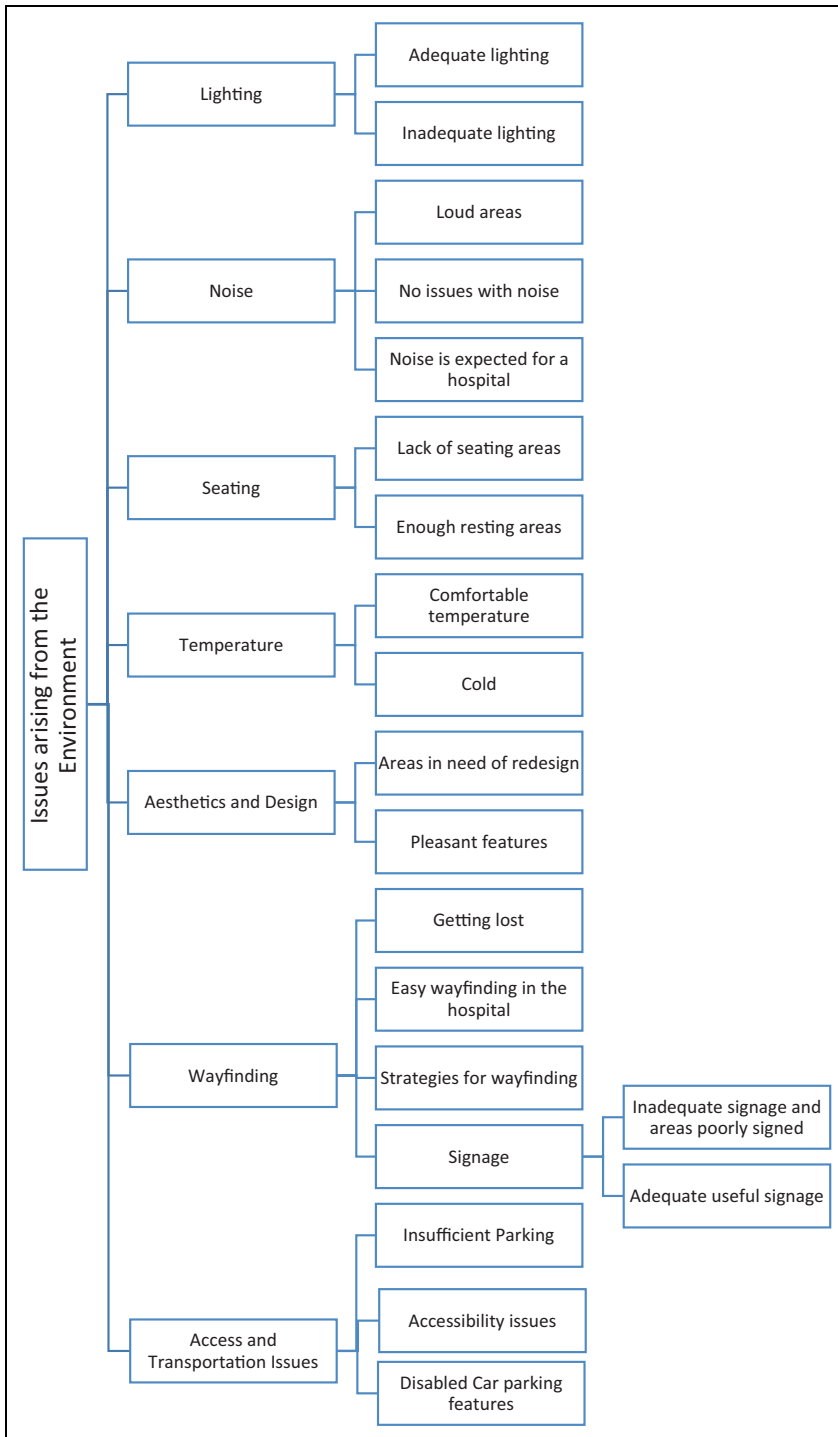 Issues arising from the
Environment
Lighting
Adequate lighting
Inadequate lighting
Noise
Loud areas
No issues with noise
Noise is expected for a
hospital
Seating
Lack of seating areas
Enough resting areas
Temperature
Comfortable
temperature
Cold
Aesthetics and Design
Areas in need of redesign
Pleasant features
Wayfinding
Getting lost
Easy wayfinding in the
hospital
Strategies for wayfinding
Signage
Inadequate signage and
areas poorly signed
Adequate useful signage
Access and
Transportation Issues
Insufficient Parking
Accessibility issues
Disabled Car parking
features